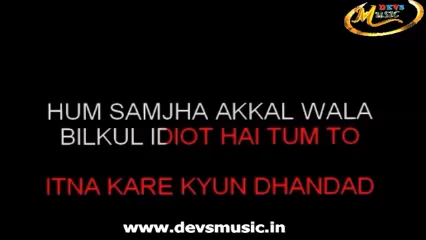 DEVS
MUSIC
HUM SAMJHA AKKAL WALA
BILKUL IDIOT HAI TUM TO
ITNA KARE KYUN DHANDAD
www.devsmusic.in